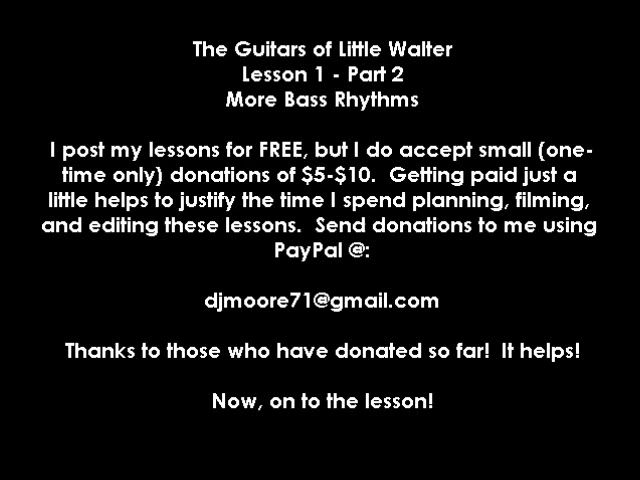 The Guitars of Little Walter
Lesson 1 - Part 2
More Bass Rhythms
I post my lessons for FREE, but I do accept small (one-
time only) donations of $5-$10.  Getting paid just a
little helps to justify the time I spend planning, filming,
and editing these lessons.  Send donations to me using
PayPal @:
djmoore71@gmail.com
Thanks to those who have donated so far!  It helps!
Now, on to the lesson!